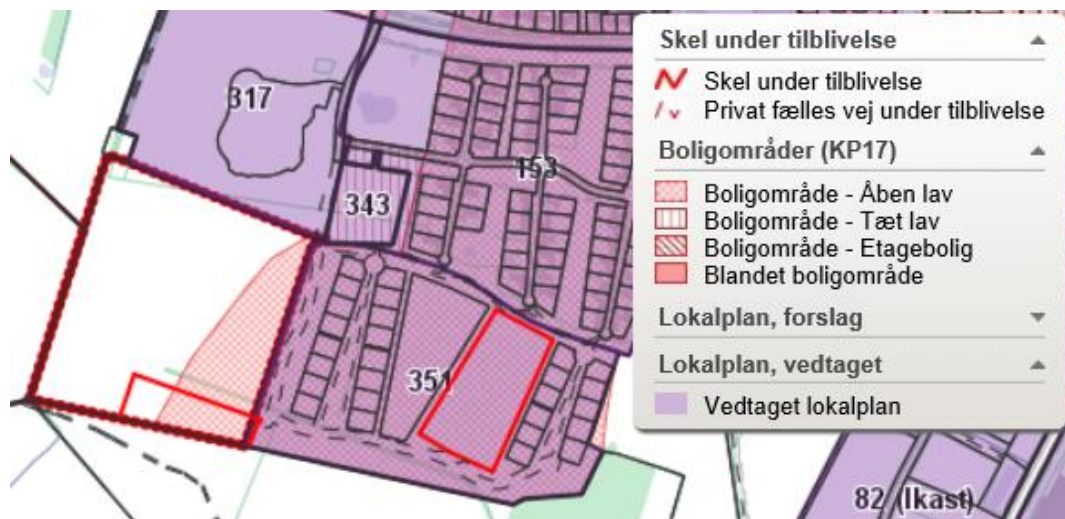 317
343
153
351
82 (Ikast)
Skel under tilblivelse
Skel under tilblivelse
Privat fælles vej under tilblivelse
Boligområder (KP17)
Boligområde - Åben lav
Boligområde - Tæt lav
Boligområde - Etagebolig
Blandet boligområde
Lokalplan, forslag
Lokalplan, vedtaget
Vedtaget lokalplan